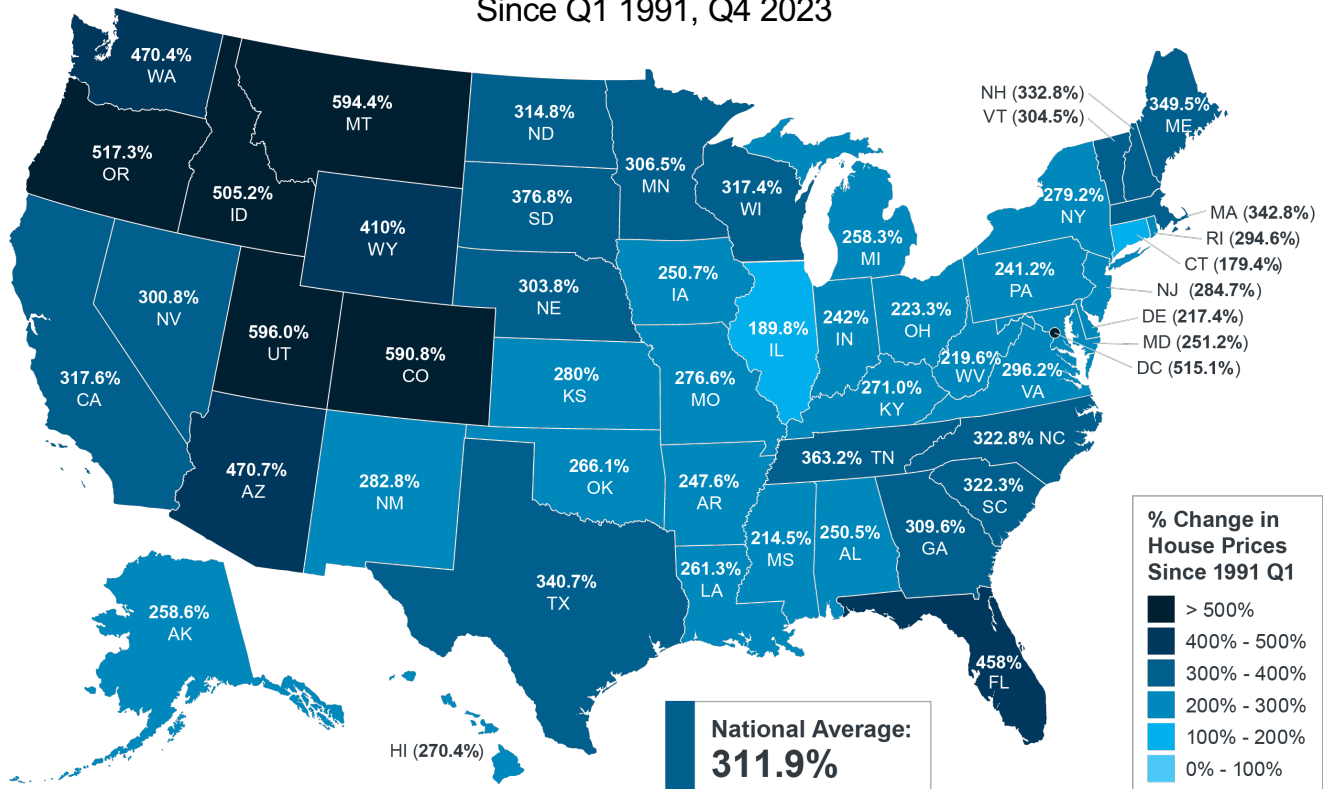 Since Q1 1991, Q4 2023
470.4%
WA
594.4%
MT
314.8%
ND
517.3%
OR
505.2%
ID
306.5%
MN
376.8%
SD
317.4%
WI
410%
WY
258.3%
MI
279.2%
NY
NH (332.8%)
VT (304.5%)
349.5%
ME
MA (342.8%)
RI (294.6%)
CT (179.4%)
NJ (284.7%)
DE (217.4%)
MD (251.2%)
DC (515.1%)
300.8%
NV
303.8%
NE
250.7%
IA
241.2%
PA
596.0%
UT
590.8%
CO
189.8%
IL
242%
IN
223.3%
OH
219.6%
WV
296.2%
VA
317.6%
CA
280%
KS
276.6%
MO
271.0%
KY
322.8% NC
363.2% TN
470.7%
AZ
282.8%
NM
266.1%
OK
247.6%
AR
322.3%
SC
214.5%
MS
250.5%
AL
309.6%
GA
340.7%
TX
261.3%
LA
258.6%
AK
HI (270.4%)
458%
FL
National Average:
311.9%
% Change in
House Prices
Since 1991 Q1
> 500%
400% - 500%
300% - 400%
200% - 300%
100% - 200%
0% - 100%